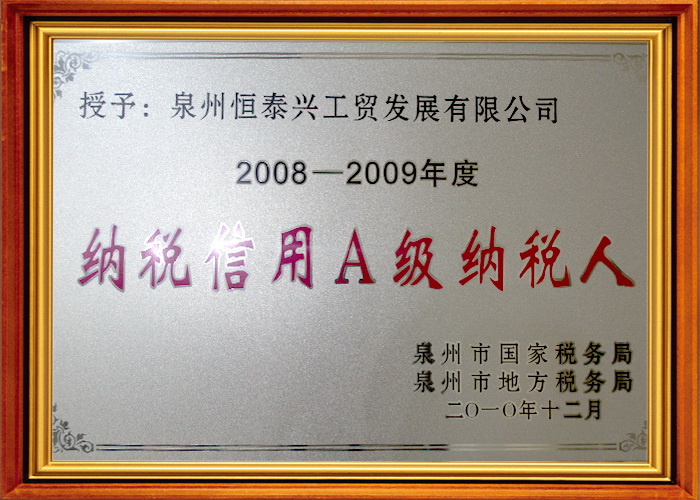 授予：泉州恒泰兴工贸发展有限公司
2008—2009年度
纳税信用A级纳税人
泉州市国家税务局
泉州市地方税务局
二〇一〇年十二月